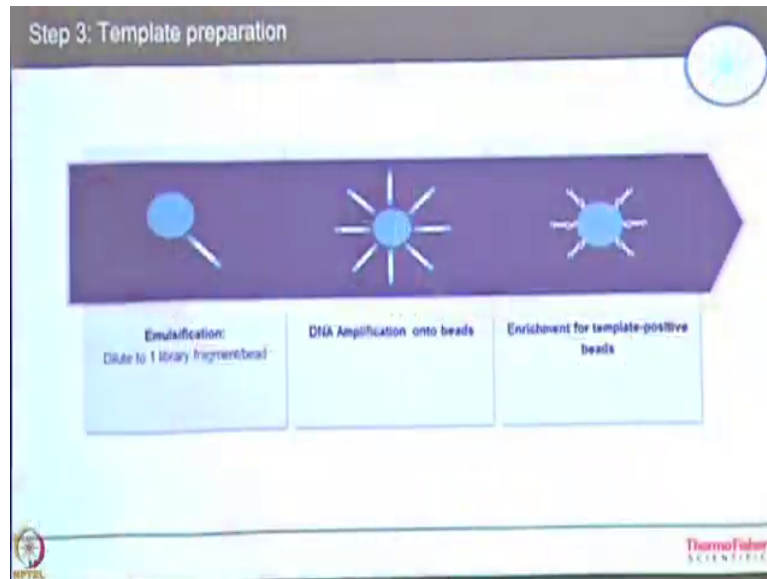 Step 3: Template preparation
Emulsification:
Dilute to 1 library fragment/bead
DNA Amplification onto beads
Enrichment for template-positive
beads
ThermoFisher
SCIENTIFIC
NPTEL